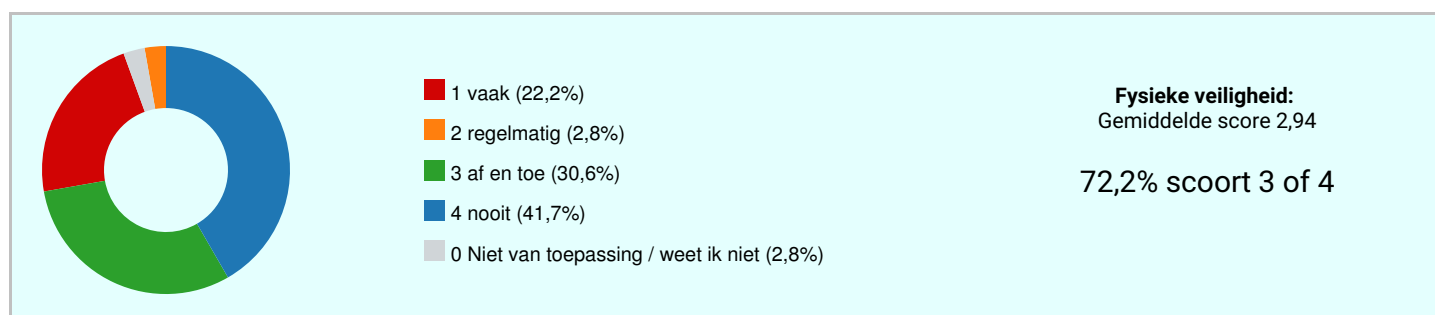 1 vaak (22,2%)
2 regelmatig (2,8%)
3 af en toe (30,6%)
4 nooit (41,7%)
0 Niet van toepassing / weet ik niet (2,8%)
Fysieke veiligheid:
Gemiddelde score 2,94
72,2% scoort 3 of 4